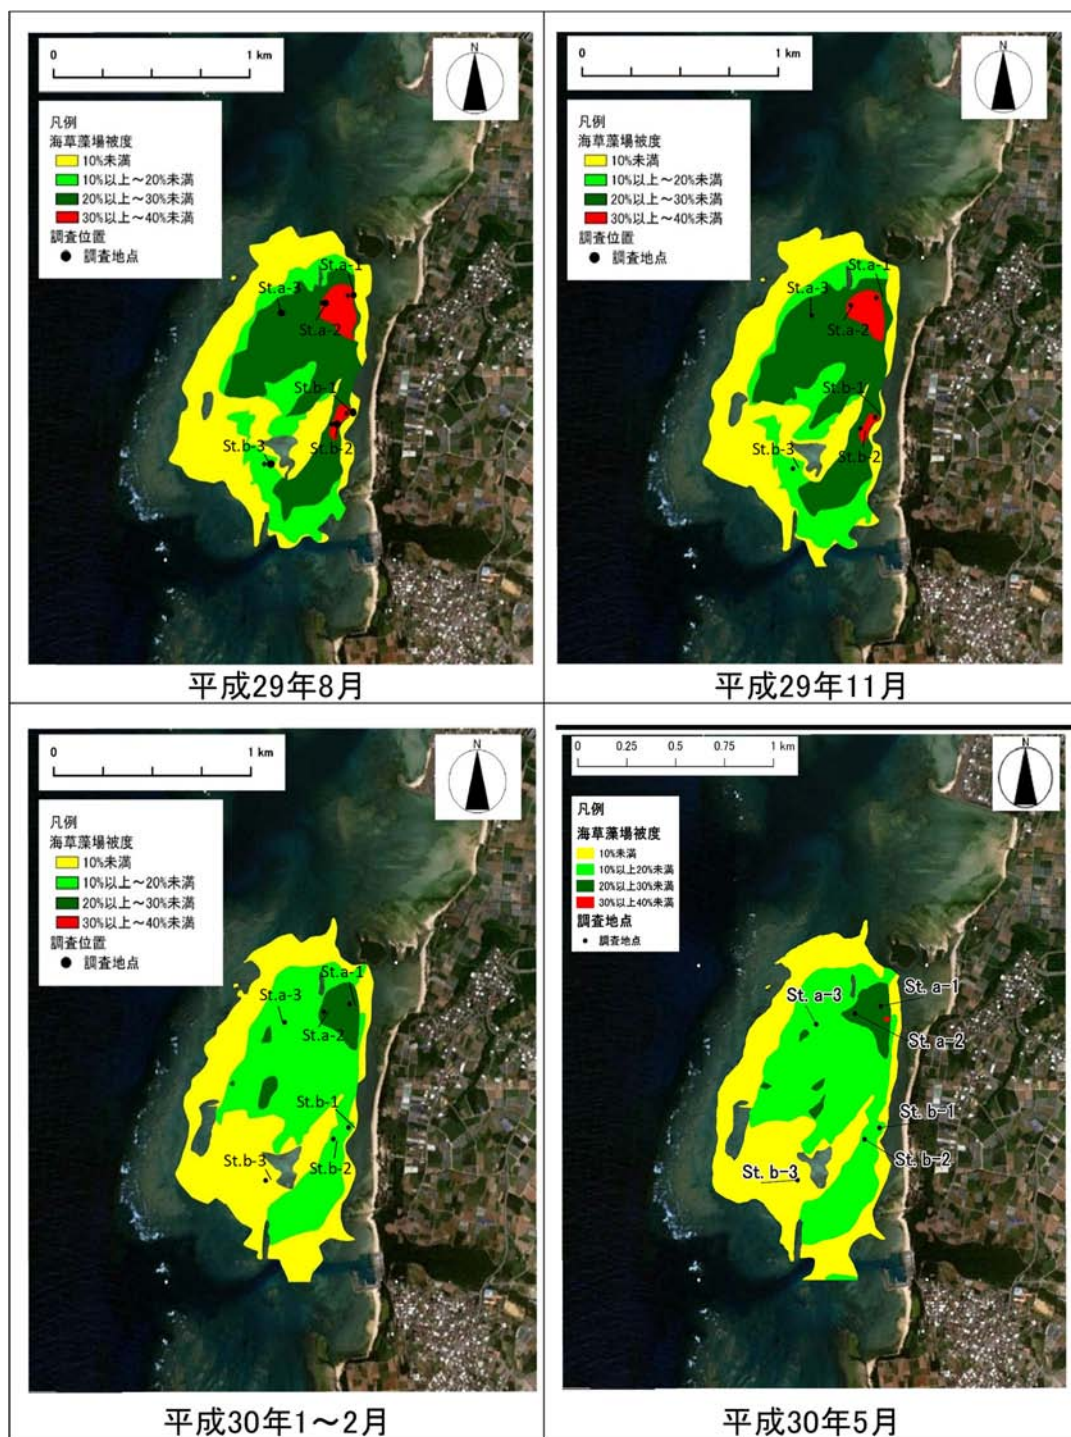 0 1 km
N
凡例
海草藻場被度
10%未満
10%以上～20%未満
20%以上～30%未満
30%以上～40%未満
調査位置
調査地点
St.a-1
St.a-3
St.a-2
St.b-1
St.b-3
St.b-2
平成29年8月
0 1 km
N
凡例
海草藻場被度
10%未満
10%以上～20%未満
20%以上～30%未満
30%以上～40%未満
調査位置
調査地点
St.a-1
St.a-3
St.a-2
St.b-1
St.b-3
St.b-2
平成29年11月
0 1 km
N
凡例
海草藻場被度
10%未満
10%以上～20%未満
20%以上～30%未満
30%以上～40%未満
調査位置
調査地点
St.a-1
St.a-3
St.a-2
St.b-1
St.b-3
St.b-2
平成30年1～2月
0 0.25 0.5 0.75 1 km
N
凡例
海草藻場被度
10%未満
10%以上20%未満
20%以上30%未満
30%以上40%未満
調査地点
調査地点
St. a-1
St. a-3
St. a-2
St. b-1
St. b-2
St. b-3
平成30年5月